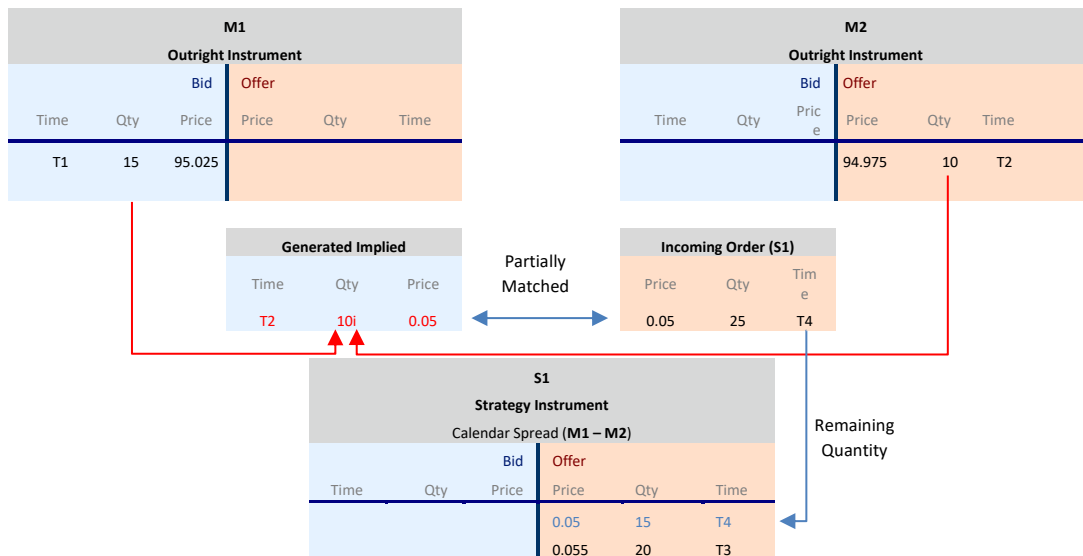 M1
Outright Instrument
Bid Offer
Time Qty Price Price Qty Time
T1 15 95.025
M2
Outright Instrument
Bid Offer
Time Qty Pric
e Price Qty Time
94.975 10 T2
Generated Implied
Time Qty Price
T2 10i 0.05
Partially
Matched
Incoming Order (S1)
Price Qty Tim
e
0.05 25 T4
S1
Strategy Instrument
Calendar Spread (M1 – M2)
Bid Offer
Time Qty Price Price Qty Time
0.05 15 T4
0.055 20 T3
Remaining
Quantity